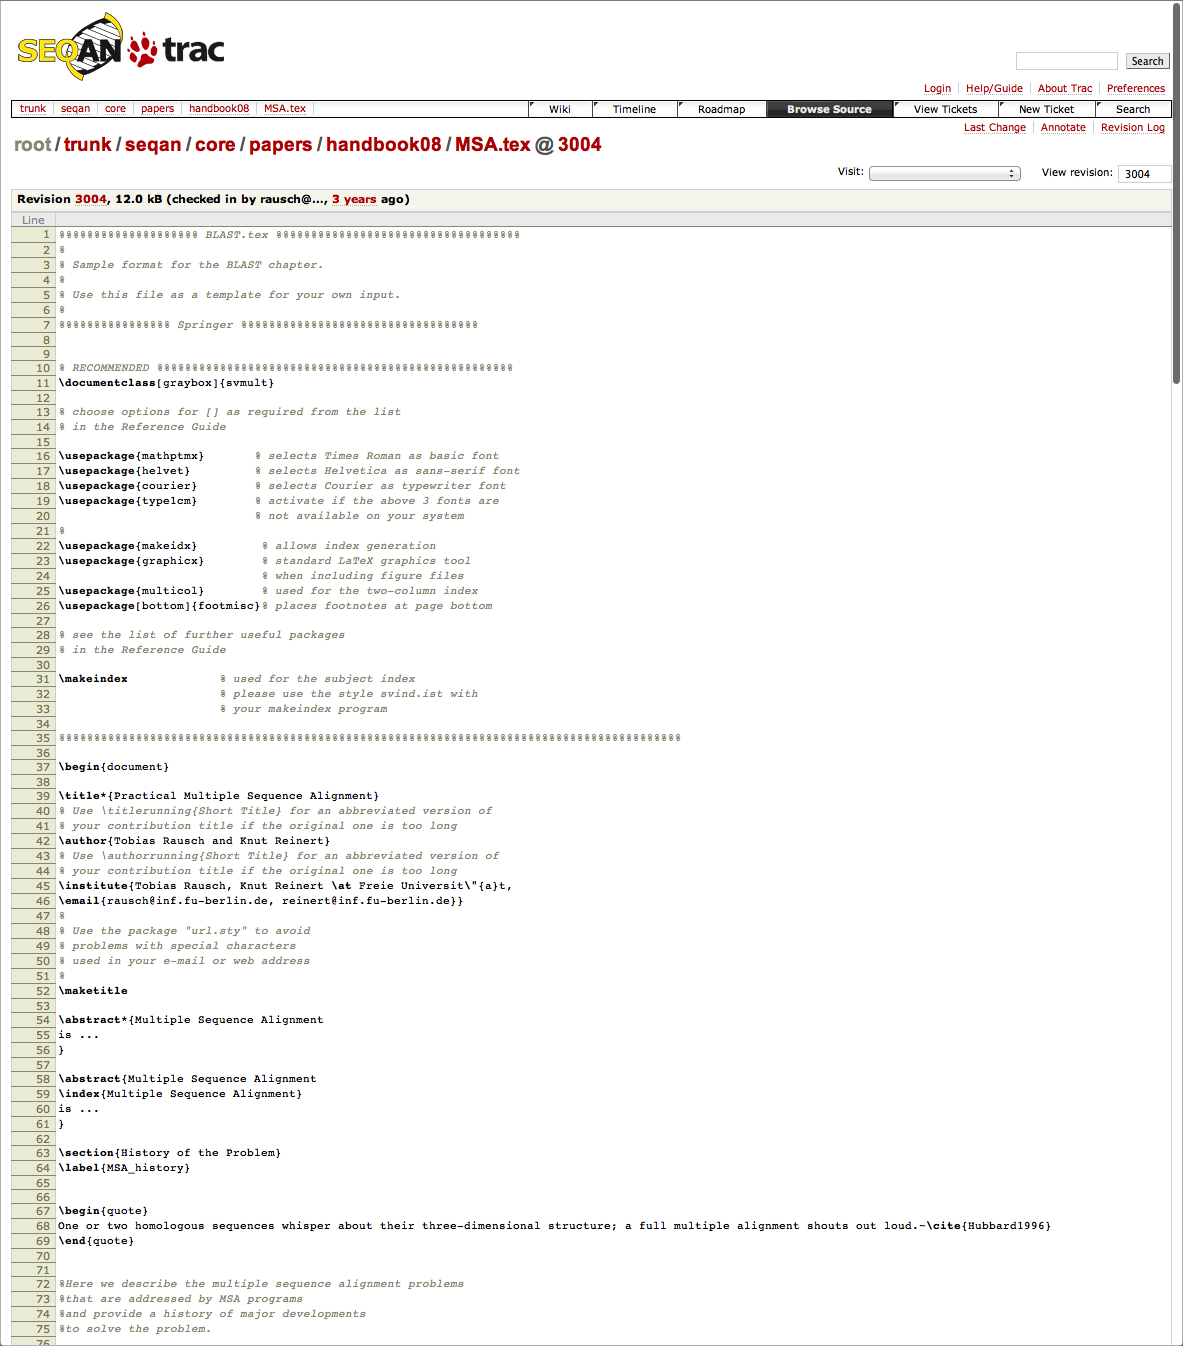 SEQAN trac
Search
Login Help/Guide About Trac Preferences
trunk seqan core papers handbook08 MSA.tex Wiki Timeline Roadmap Browse Source View Tickets New Ticket Search
Last Change Annotate Revision Log
root / trunk / seqan / core / papers / handbook08 / MSA.tex @ 3004
Visit: View revision: 3004
Revision 3004, 12.0 kB (checked in by rausch@..., 3 years ago)
Line
1 %%%%%%%%%%%%%%%%%%%% BLAST.tex %%%%%%%%%%%%%%%%%%%%%%%%%%%%%%%%%%%
2 %
3 % Sample format for the BLAST chapter.
4 %
5 % Use this file as a template for your own input.
6 %
7 %%%%%%%%%%%%%%%% Springer %%%%%%%%%%%%%%%%%%%%%%%%%%%%%%%%%%
8
9
10 % RECOMMENDED %%%%%%%%%%%%%%%%%%%%%%%%%%%%%%%%%%%%%%%%%%%%%%%%%%%
11 \documentclass[graybox]{svmult}
12
13 % choose options for [] as required from the list
14 % in the Reference Guide
15
16 \usepackage{mathptmx} % selects Times Roman as basic font
17 \usepackage{helvet} % selects Helvetica as sans-serif font
18 \usepackage{courier} % selects Courier as typewriter font
19 \usepackage{type1cm} % activate if the above 3 fonts are
20 % not available on your system
21 %
22 \usepackage{makeidx} % allows index generation
23 \usepackage{graphicx} % standard LaTeX graphics tool
24 % when including figure files
25 \usepackage{multicol} % used for the two-column index
26 \usepackage[bottom]{footmisc}% places footnotes at page bottom
27
28 % see the list of further useful packages
29 % in the Reference Guide
30
31 \makeindex % used for the subject index
32 % please use the style svind.ist with
33 % your makeindex program
34
35 %%%%%%%%%%%%%%%%%%%%%%%%%%%%%%%%%%%%%%%%%%%%%%%%%%%%%%%%%%%%%%%%%%%%%%%%%%%%%%%%%%%%%%%%%%%
36
37 \begin{document}
38
39 \title*{Practical Multiple Sequence Alignment}
40 % Use \titlerunning{Short Title} for an abbreviated version of
41 % your contribution title if the original one is too long
42 \author{Tobias Rausch and Knut Reinert}
43 % Use \authorrunning{Short Title} for an abbreviated version of
44 % your contribution title if the original one is too long
45 \institute{Tobias Rausch, Knut Reinert \at Freie Universit\"{a}t,
46 \email{rausch@inf.fu-berlin.de, reinert@inf.fu-berlin.de}}
47 %
48 % Use the package "url.sty" to avoid
49 % problems with special characters
50 % used in your e-mail or web address
51 %
52 \maketitle
53
54 \abstract*{Multiple Sequence Alignment
55 is ...
56 }
57
58 \abstract{Multiple Sequence Alignment
59 \index{Multiple Sequence Alignment}
60 is ...
61 }
62
63 \section{History of the Problem}
64 \label{MSA_history}
65
66
67 \begin{quote}
68 One or two homologous sequences whisper about their three-dimensional structure; a full multiple alignment shouts out loud.~\cite{Hubbard1996}
69 \end{quote}
70
71
72 %Here we describe the multiple sequence alignment problems
73 %that are addressed by MSA programs
74 %and provide a history of major developments
75 %to solve the problem.
76